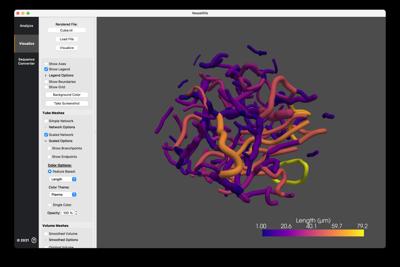 VesselVio
Analyze
Visualize
Sequence
Converter
© 2021
Rendered File:
Cube.nii
Load File
Visualize
Show Axes
Show Legend
Legend Options
Show Boundaries
Show Grid
Background Color
Take Screenshot
Tube Meshes
Simple Network
Network Options
Scaled Network
Scaled Options
Show Branchpoints
Show Endpoints
Color Options:
Feature Based:
Length
Color Theme:
Plasma
Single Color
Opacity: 100 %
Volume Meshes
Smoothed Volume
Smoothed Options
Original Volume
Length (µm)
1.00 20.6 40.1 59.7 79.2